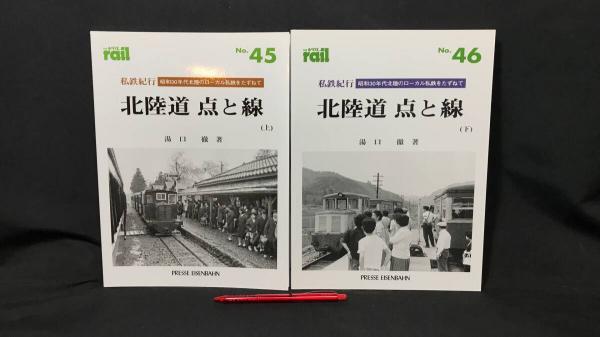 rail
No. 45
私鉄紀行 昭和30年代北陸のローカル私鉄をたずねて
北陸道 点と線
(上)
湯口 徹 著
PRESSE EISENBAHN
rail
No. 46
私鉄紀行 昭和30年代北陸のローカル私鉄をたずねて
北陸道 点と線
(下)
湯口 徹 著
PRESSE EISENBAHN